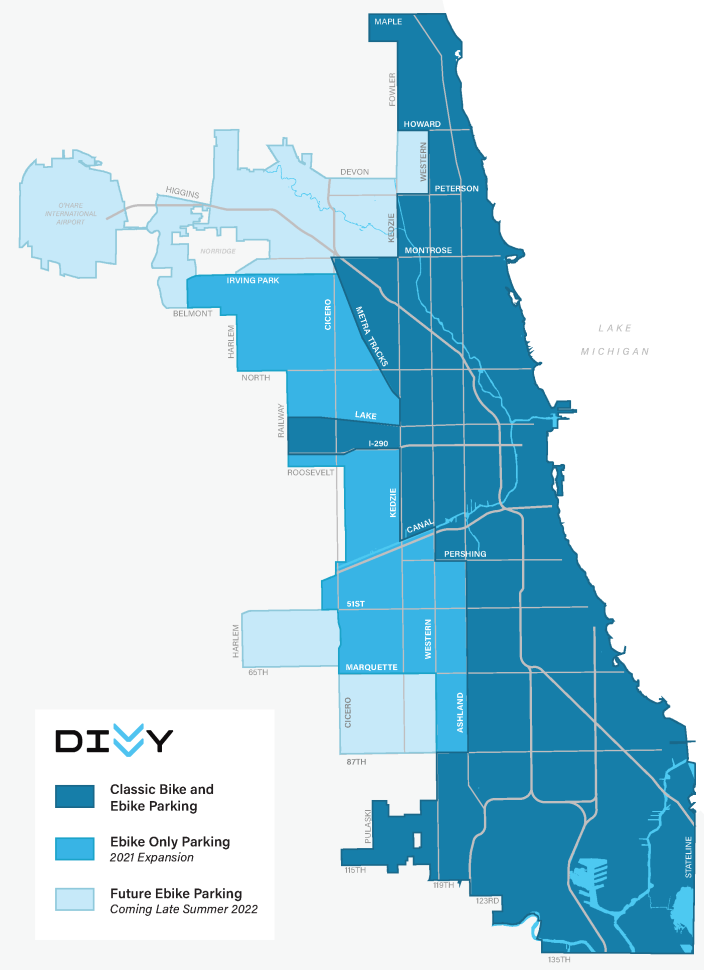 MAPLE
FOWLER
HOWARD
WESTERN
DEVON
PETERSON
HIGGINS
O'HARE
INTERNATIONAL
AIRPORT
KEDZIE
NORRIDGE
MONTROSE
IRVING PARK
CICERO
BELMONT
METRA TRACKS
HARLEM
LAKE
MICHIGAN
NORTH
RAILWAY
LAKE
I-290
ROOSEVELT
KEDZIE
CANAL
PERSHING
51ST
HARLEM
WESTERN
MARQUETTE
65TH
CICERO
ASHLAND
87TH
DIVVY
Classic Bike and
Ebike Parking
Ebike Only Parking
2021 Expansion
Future Ebike Parking
Coming Late Summer 2022
PULASKI
115TH
119TH
123RD
STATELINE
135TH